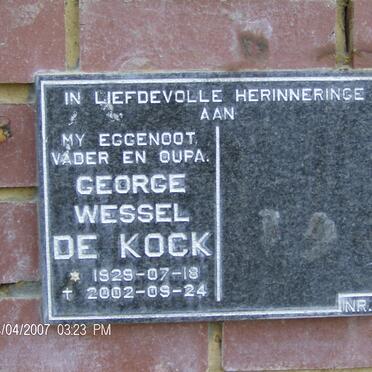 IN LIEFDEVOLLE HERINNERINGE
AAN
MY EGGENOOT,
VADER EN OUPA.
GEORGE
WESSEL
DE KOCK
* 1929-07-18
† 2002-09-24
NR.
/04/2007 03:23 PM